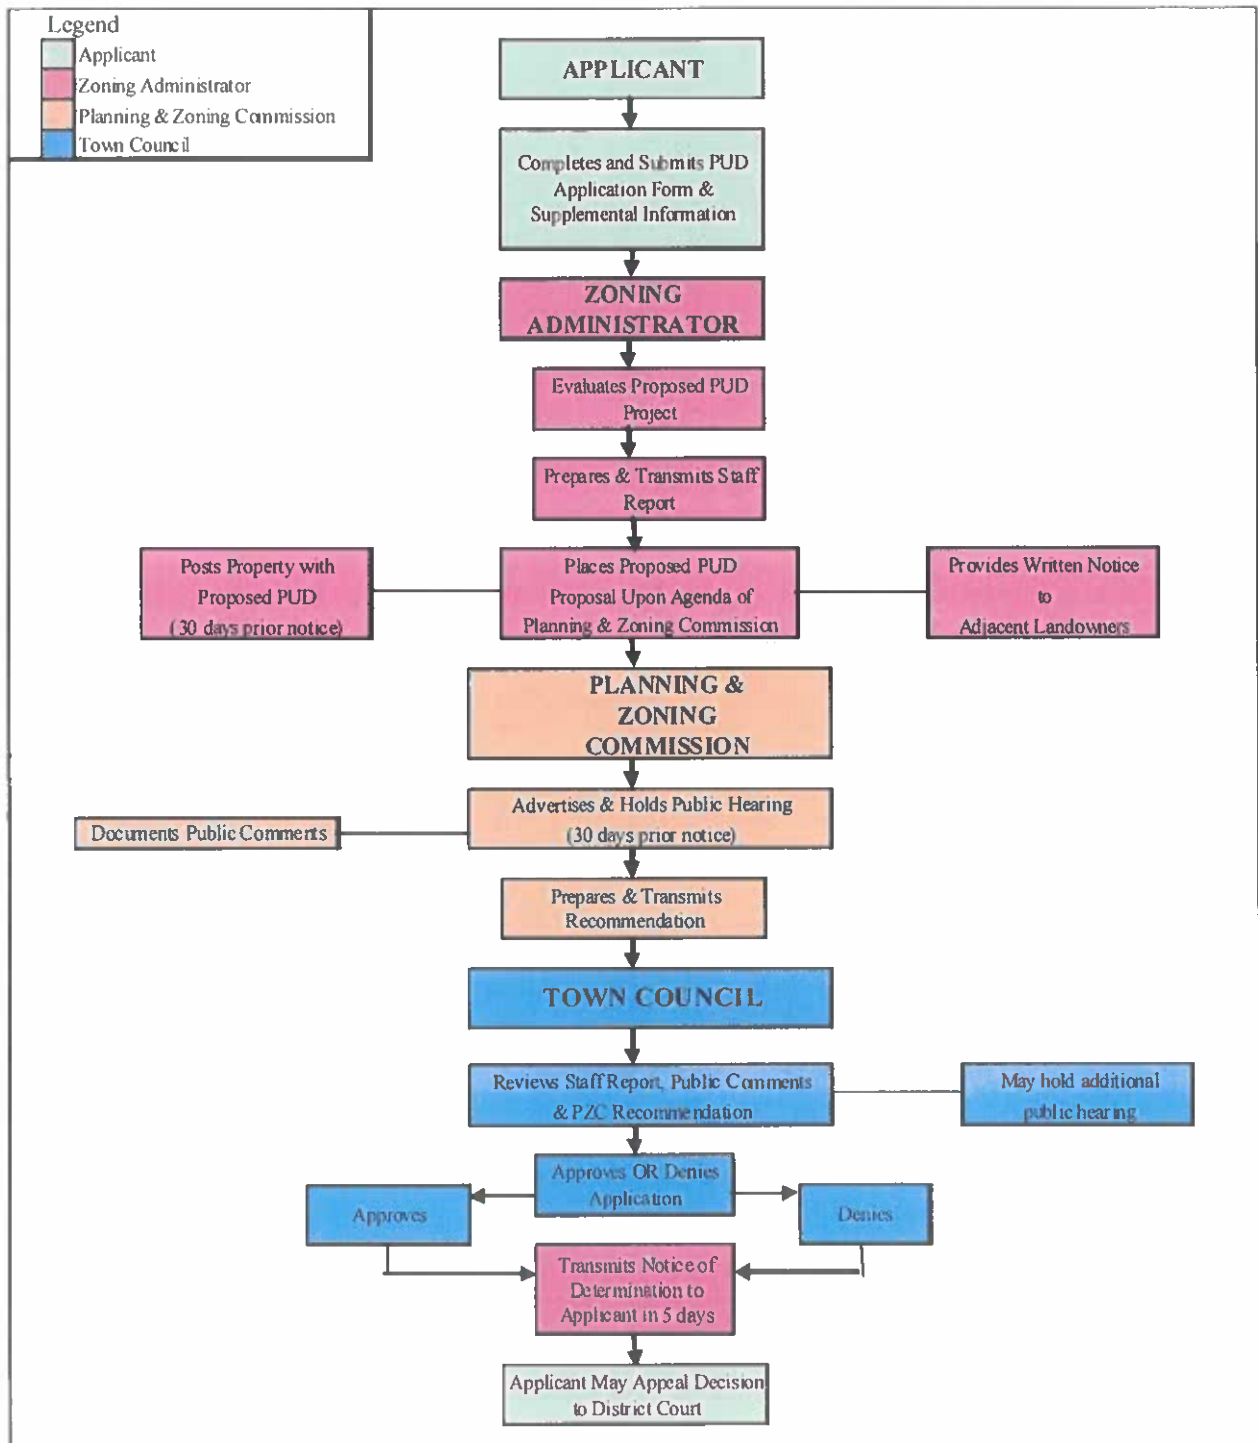 Legend
Applicant
Zoning Administrator
Planning & Zoning Commission
Town Council
APPLICANT
Completes and Submits PUD
Application Form &
Supplemental Information
ZONING
ADMINISTRATOR
Evaluates Proposed PUD
Project
Prepares & Transmits Staff
Report
Posts Property with
Proposed PUD
(30 days prior notice)
Places Proposed PUD
Proposal Upon Agenda of
Planning & Zoning Commission
Provides Written Notice
to
Adjacent Landowners
PLANNING &
ZONING
COMMISSION
Advertises & Holds Public Hearing
(30 days prior notice)
Documents Public Comments
Prepares & Transmits
Recommendation
TOWN COUNCIL
Reviews Staff Report, Public Comments
& PZC Recommendation
May hold additional
public hearing
Approves OR Denies
Application
Approves
Denies
Transmits Notice of
Determination to
Applicant in 5 days
Applicant May Appeal Decision
to District Court